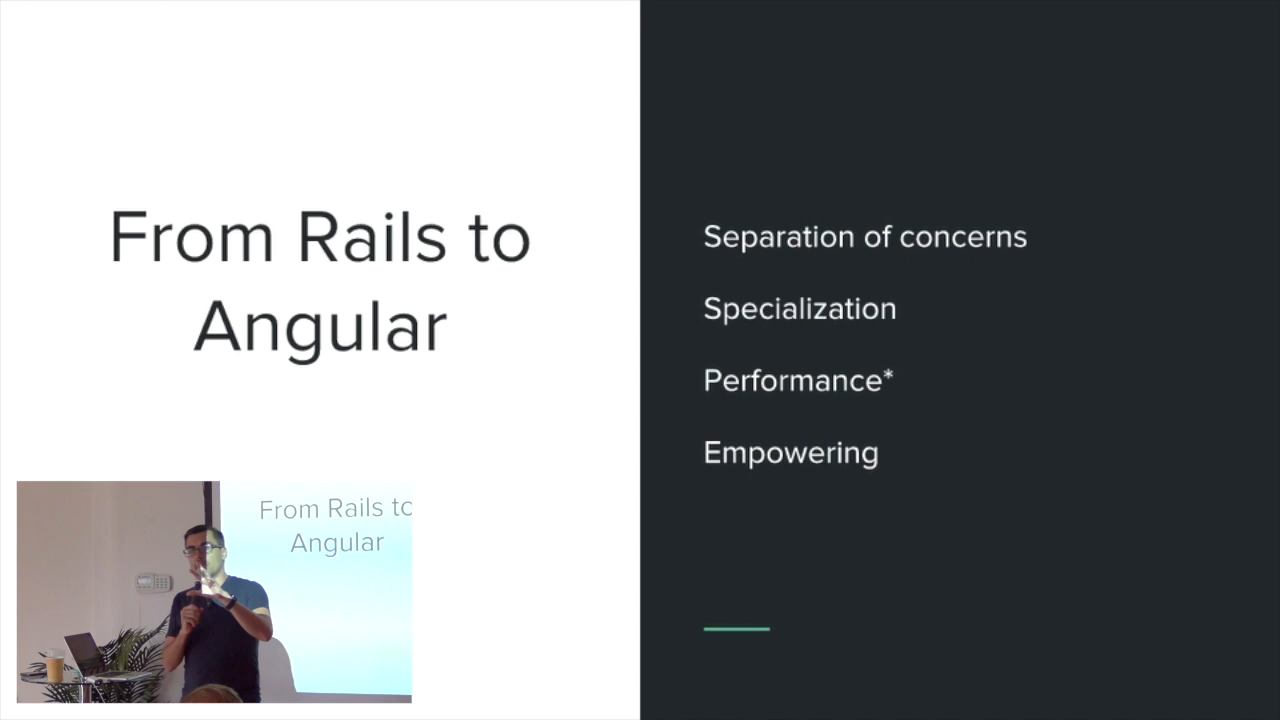 From Rails to
Angular
Separation of concerns
Specialization
Performance*
Empowering
From Rails to
Angular